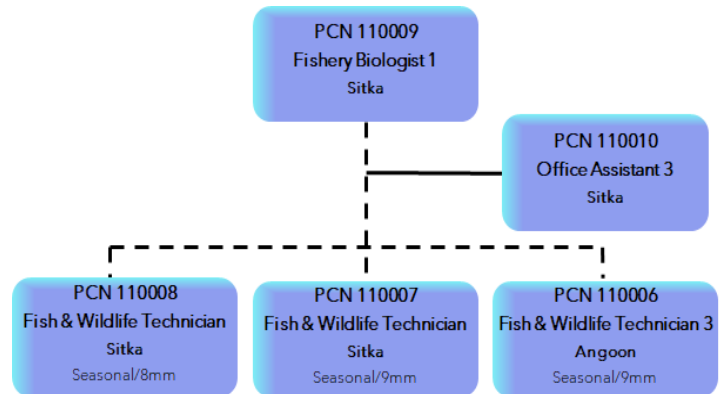 PCN 110009
Fishery Biologist 1
Sitka
PCN 110010
Office Assistant 3
Sitka
PCN 110008
Fish & Wildlife Technician
Sitka
Seasonal/8mm
PCN 110007
Fish & Wildlife Technician
Sitka
Seasonal/9mm
PCN 110006
Fish & Wildlife Technician 3
Angoon
Seasonal/9mm